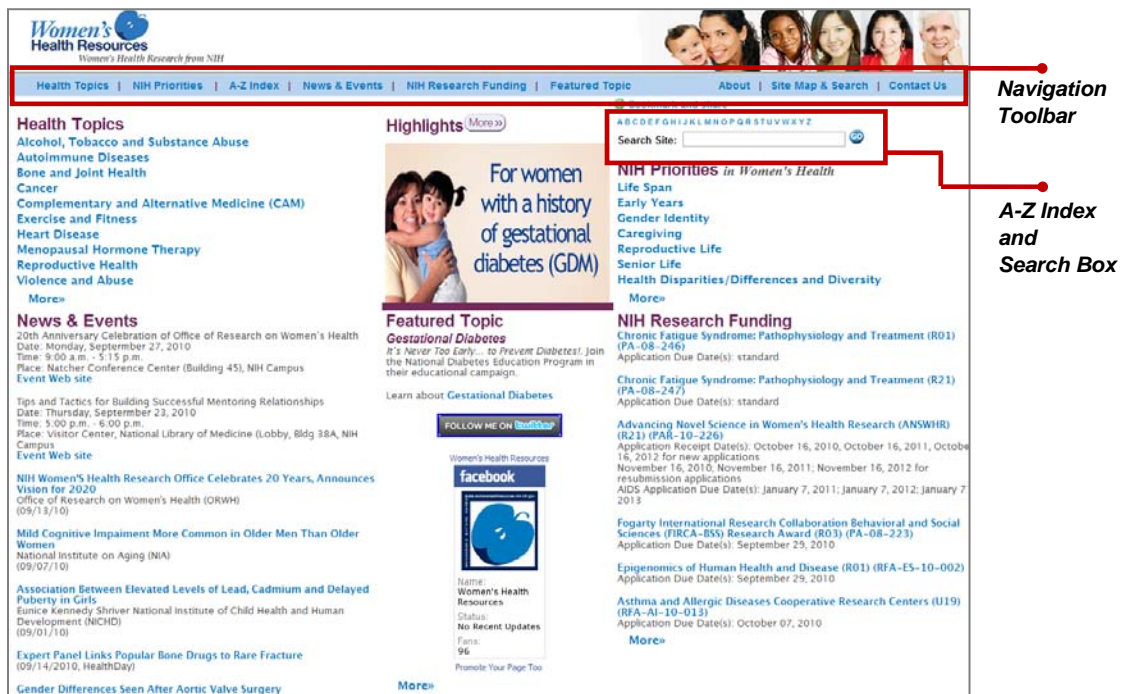 Women's
Health Resources
Women's Health Research from NIH
Health Topics | NIH Priorities | A-Z Index | News & Events | NIH Research Funding | Featured Topic About | Site Map & Search | Contact Us
Navigation
Toolbar
Bookmark and Share
A B C D E F G H I J K L M N O P Q R S T U V W X Y Z
Search Site: GO
A-Z Index
and
Search Box
Health Topics
Alcohol, Tobacco and Substance Abuse
Autoimmune Diseases
Bone and Joint Health
Cancer
Complementary and Alternative Medicine (CAM)
Exercise and Fitness
Heart Disease
Menopausal Hormone Therapy
Reproductive Health
Violence and Abuse
More»
Highlights More »
For women
with a history
of gestational
diabetes (GDM)
NIH Priorities in Women's Health
Life Span
Early Years
Gender Identity
Caregiving
Reproductive Life
Senior Life
Health Disparities/Differences and Diversity
More»
News & Events
20th Anniversary Celebration of Office of Research on Women's Health
Date: Monday, Septermber 27, 2010
Time: 9:00 a.m. - 5:15 p.m.
Place: Natcher Conference Center (Building 45), NIH Campus
Event Web site
Tips and Tactics for Building Successful Mentoring Relationships
Date: Thursday, Septermber 23, 2010
Time: 5:00 p.m. - 6:00 p.m.
Place: Visitor Center, National Library of Medicine (Lobby, Bldg 38A, NIH
Campus
Event Web site
NIH Women'S Health Research Office Celebrates 20 Years, Announces
Vision for 2020
Office of Research on Women's Health (ORWH)
(09/13/10)
Mild Cognitive Impaiment More Common in Older Men Than Older
Women
National Institute on Aging (NIA)
(09/07/10)
Association Between Elevated Levels of Lead, Cadmium and Delayed
Puberty in Girls
Eunice Kennedy Shriver National Institute of Child Health and Human
Development (NICHD)
(09/01/10)
Expert Panel Links Popular Bone Drugs to Rare Fracture
(09/14/2010, HealthDay)
Gender Differences Seen After Aortic Valve Surgery
Featured Topic
Gestational Diabetes
It's Never Too Early... to Prevent Diabetes!. Join
the National Diabetes Education Program in
their educational campaign.
Learn about Gestational Diabetes
FOLLOW ME ON twitter
Women's Health Resources
facebook
Name:
Women's Health
Resources
Status:
No Recent Updates
Fans:
96
Promote Your Page Too
More»
NIH Research Funding
Chronic Fatigue Syndrome: Pathophysiology and Treatment (R01)
(PA-08-246)
Application Due Date(s): standard
Chronic Fatigue Syndrome: Pathophysiology and Treatment (R21)
(PA-08-247)
Application Due Date(s): standard
Advancing Novel Science in Women's Health Research (ANSWHR)
(R21) (PAR-10-226)
Application Receipt Date(s): October 16, 2010, October 16, 2011, Octobe
16, 2012 for new applications
November 16, 2010; November 16, 2011; November 16, 2012 for
resubmission applications
AIDS Application Due Date(s): January 7, 2011; January 7, 2012; January 7
2013
Fogarty International Research Collaboration Behavioral and Social
Sciences (FIRCA-BSS) Research Award (R03) (PA-08-223)
Application Due Date(s): September 29, 2010
Epigenomics of Human Health and Disease (R01) (RFA-ES-10-002)
Application Due Date(s): September 29, 2010
Asthma and Allergic Diseases Cooperative Research Centers (U19)
(RFA-AI-10-013)
Application Due Date(s): October 07, 2010
More»